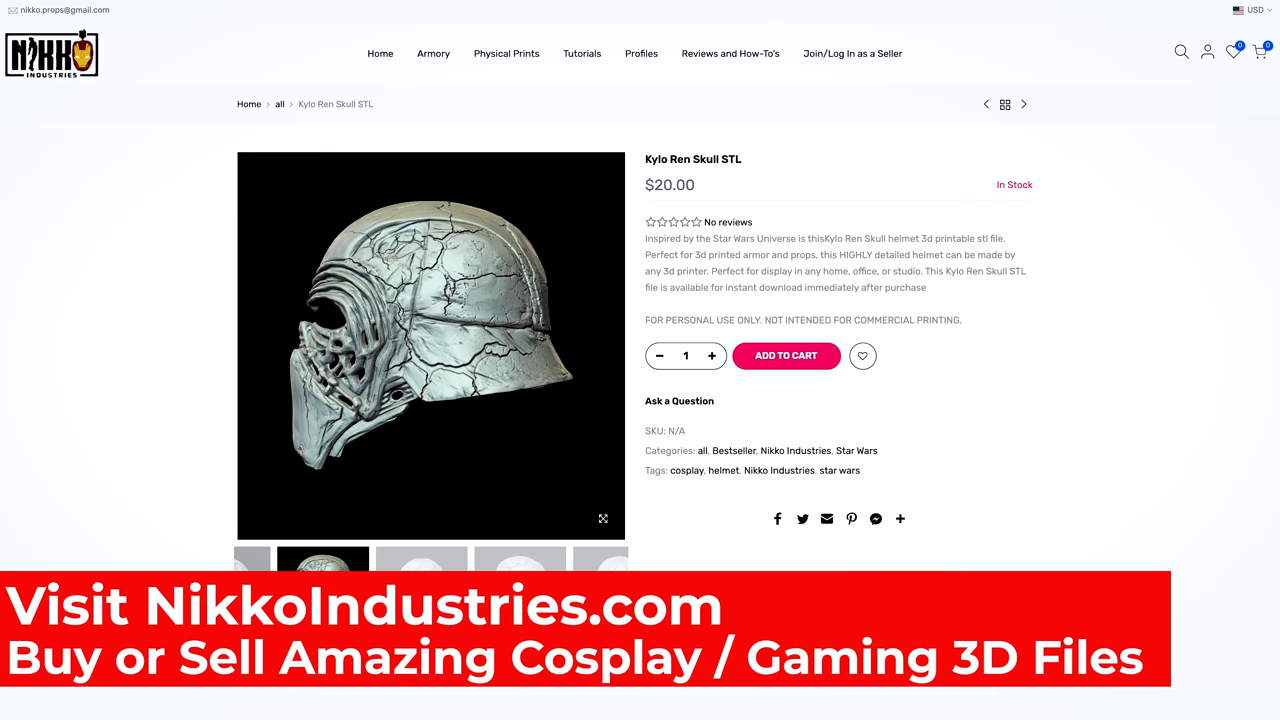 nikko.props@gmail.com
USD
NIKKO
INDUSTRIES
Home
Armory
Physical Prints
Tutorials
Profiles
Reviews and How-To's
Join/Log In as a Seller
0
0
Home > all > Kylo Ren Skull STL
Kylo Ren Skull STL
$20.00
In Stock
No reviews
Inspired by the Star Wars Universe is thisKylo Ren Skull helmet 3d printable stl file.
Perfect for 3d printed armor and props, this HIGHLY detailed helmet can be made by
any 3d printer. Perfect for display in any home, office, or studio. This Kylo Ren Skull STL
file is available for instant download immediately after purchase
FOR PERSONAL USE ONLY. NOT INTENDED FOR COMMERCIAL PRINTING.
1
ADD TO CART
Ask a Question
SKU: N/A
Categories: all, Bestseller, Nikko Industries, Star Wars
Tags: cosplay, helmet, Nikko Industries, star wars
Visit NikkoIndustries.com
Buy or Sell Amazing Cosplay / Gaming 3D Files